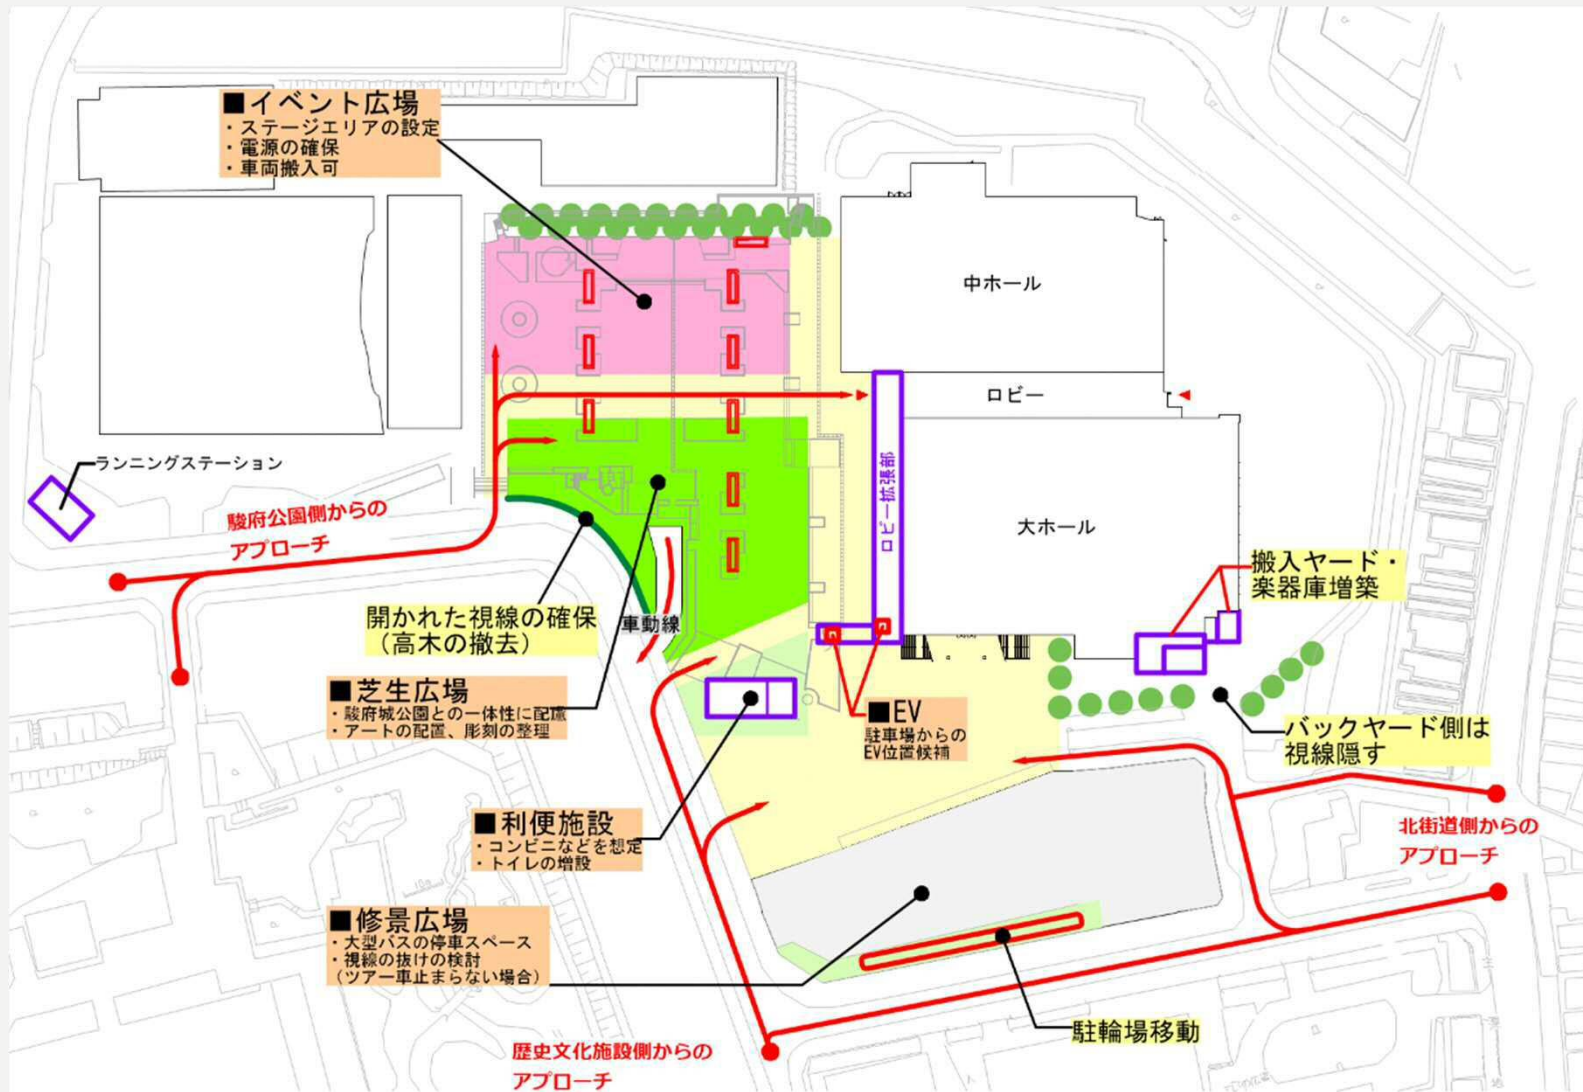 ■イベント広場
・ステージエリアの設定
・電源の確保
・車両搬入可
中ホール
ロビー
ランニングステーション
ロビー拡張部
大ホール
駿府公園側からの
アプローチ
搬入ヤード・
楽器庫増築
開かれた視線の確保
(高木の撤去)
車動線
■芝生広場
・駿府城公園との一体性に配慮
・アートの配置、彫刻の整理
■EV
駐車場からの
EV位置候補
バックヤード側は
視線隠す
■利便施設
・コンビニなどを想定
・トイレの増設
北街道側からの
アプローチ
■修景広場
・大型バスの停車スペース
・視線の抜けの検討
(ツアー車止まらない場合)
駐輪場移動
歴史文化施設側からの
アプローチ